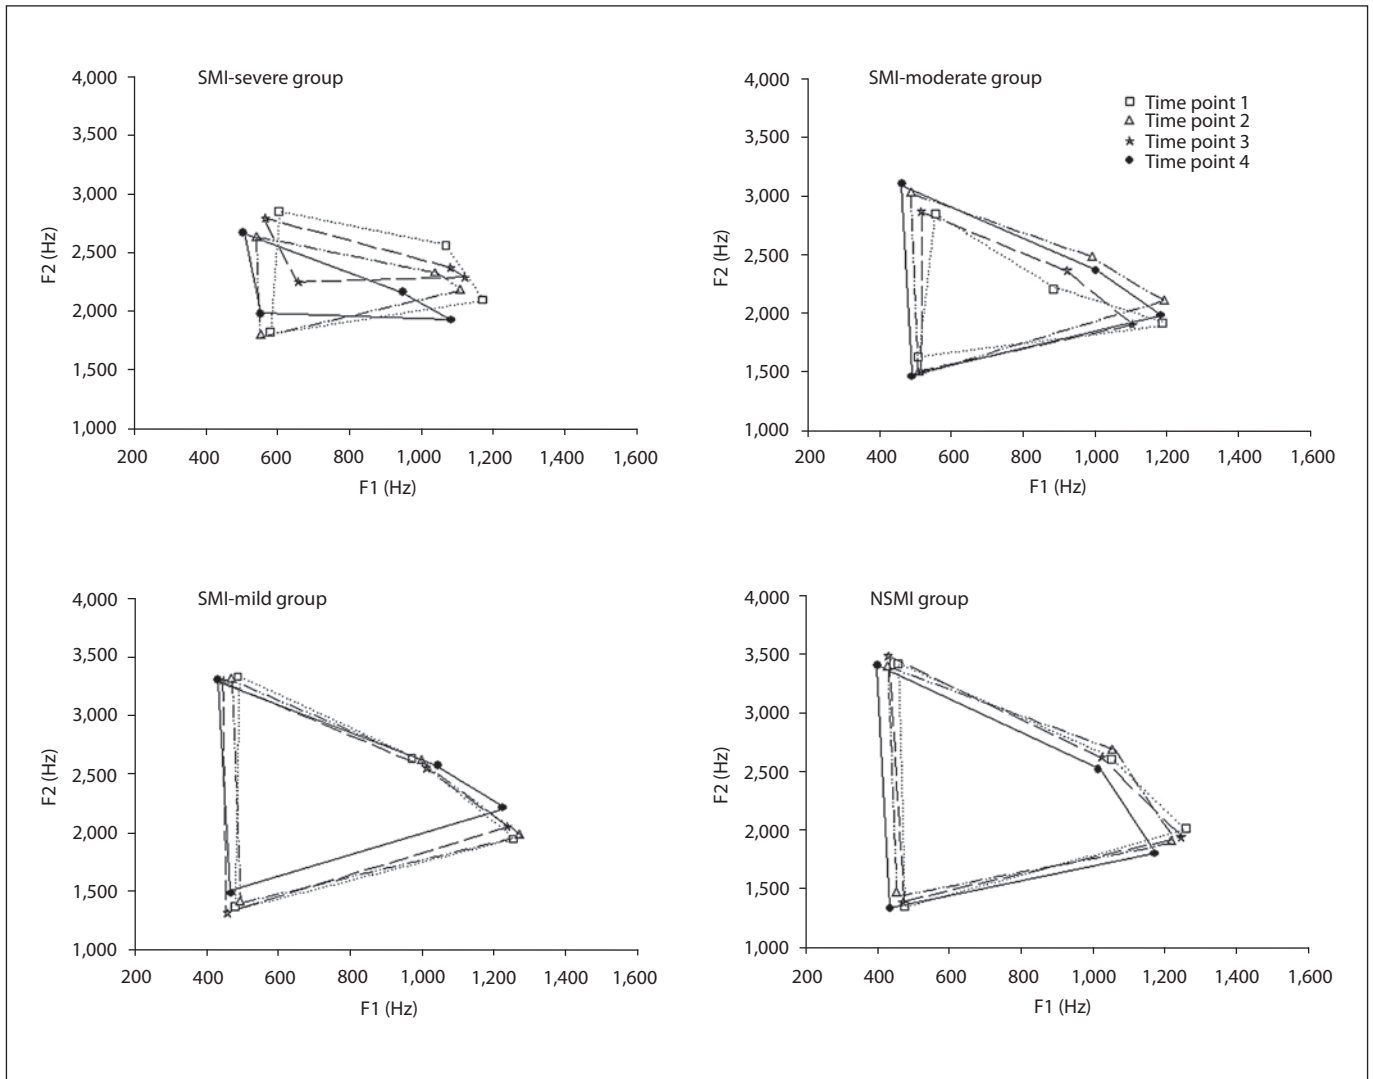 SMI-severe group
4,000
3,500
3,000
2,500
2,000
1,500
1,000
F2 (Hz)
200 400 600 800 1,000 1,200 1,400 1,600
F1 (Hz)
SMI-moderate group
Time point 1
Time point 2
Time point 3
Time point 4
4,000
3,500
3,000
2,500
2,000
1,500
1,000
F2 (Hz)
200 400 600 800 1,000 1,200 1,400 1,600
F1 (Hz)
SMI-mild group
4,000
3,500
3,000
2,500
2,000
1,500
1,000
F2 (Hz)
200 400 600 800 1,000 1,200 1,400 1,600
F1 (Hz)
NSMI group
4,000
3,500
3,000
2,500
2,000
1,500
1,000
F2 (Hz)
200 400 600 800 1,000 1,200 1,400 1,600
F1 (Hz)